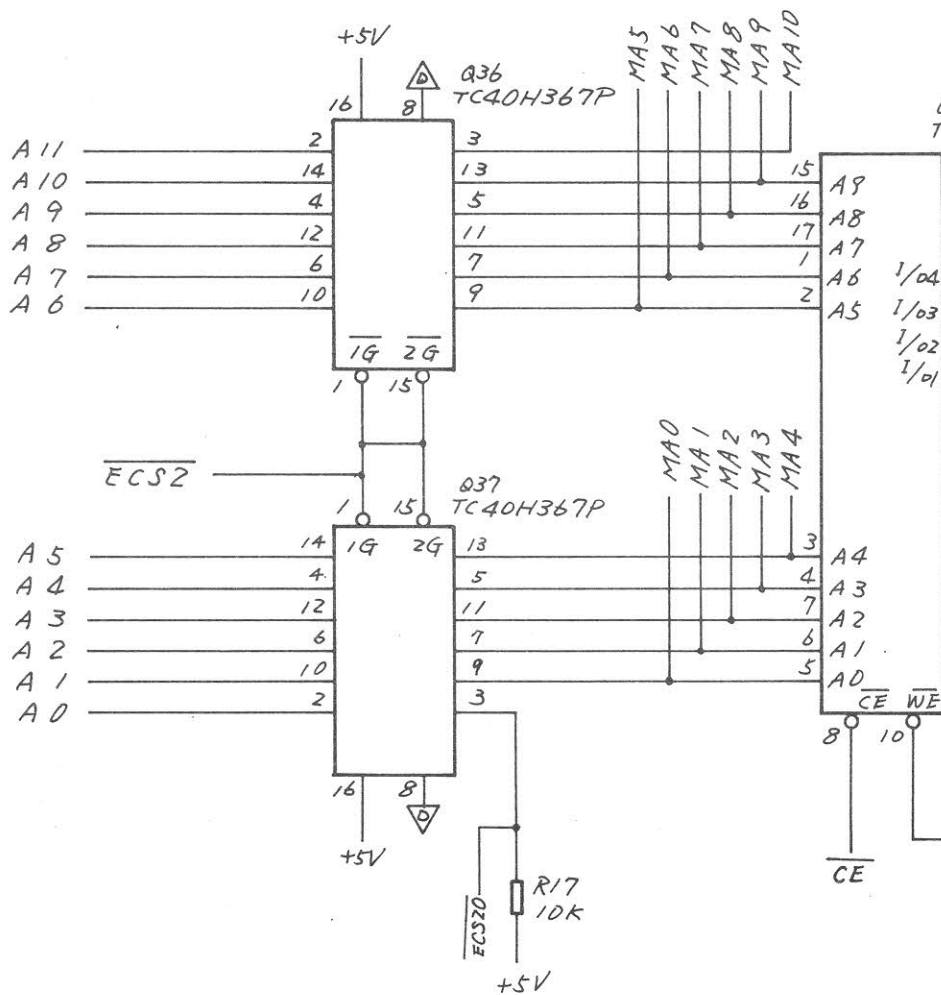 +5V
D
Q36
TC40H367P
MA5
MA6
MA7
MA8
MA9
MA10
16
8
A11
2
3
A10
14
13
15
A9
A9
4
5
16
A8
A8
12
11
17
A7
A7
6
7
1
A6
I/O4
A6
10
9
2
A5
I/O3
I/O2
I/O1
1G
2G
1
15
ECS2
MA0
MA1
MA2
MA3
MA4
Q37
TC40H367P
1
15
1G
2G
A5
14
13
3
A4
A4
4
5
4
A3
A3
12
11
7
A2
A2
6
7
6
A1
A1
10
9
5
A0
A0
2
3
CE
WE
8
10
16
8
D
+5V
ECS20
R17
10K
CE
+5V